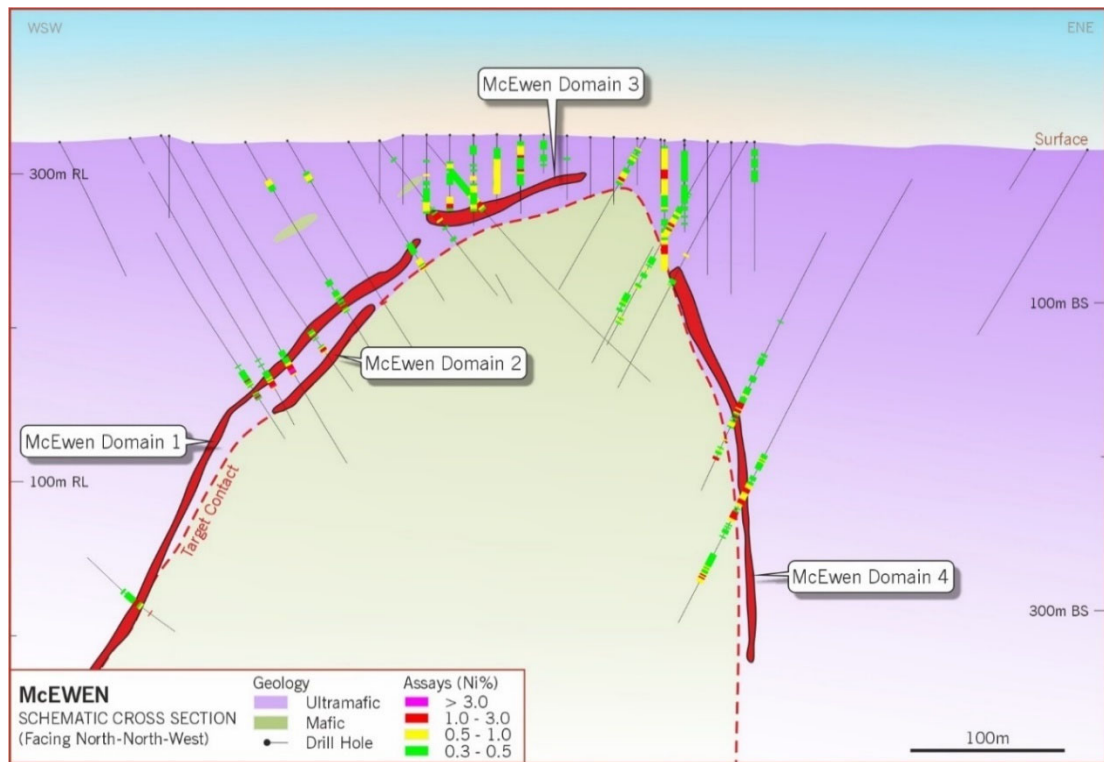 WSW
ENE
McEwen Domain 3
Surface
300m RL
100m BS
McEwen Domain 2
McEwen Domain 1
100m RL
Target Contact
McEwen Domain 4
300m BS
McEWEN
SCHEMATIC CROSS SECTION
(Facing North-North-West)
Geology
Ultramafic
Mafic
Drill Hole
Assays (Ni%)
> 3.0
1.0 - 3.0
0.5 - 1.0
0.3 - 0.5
100m